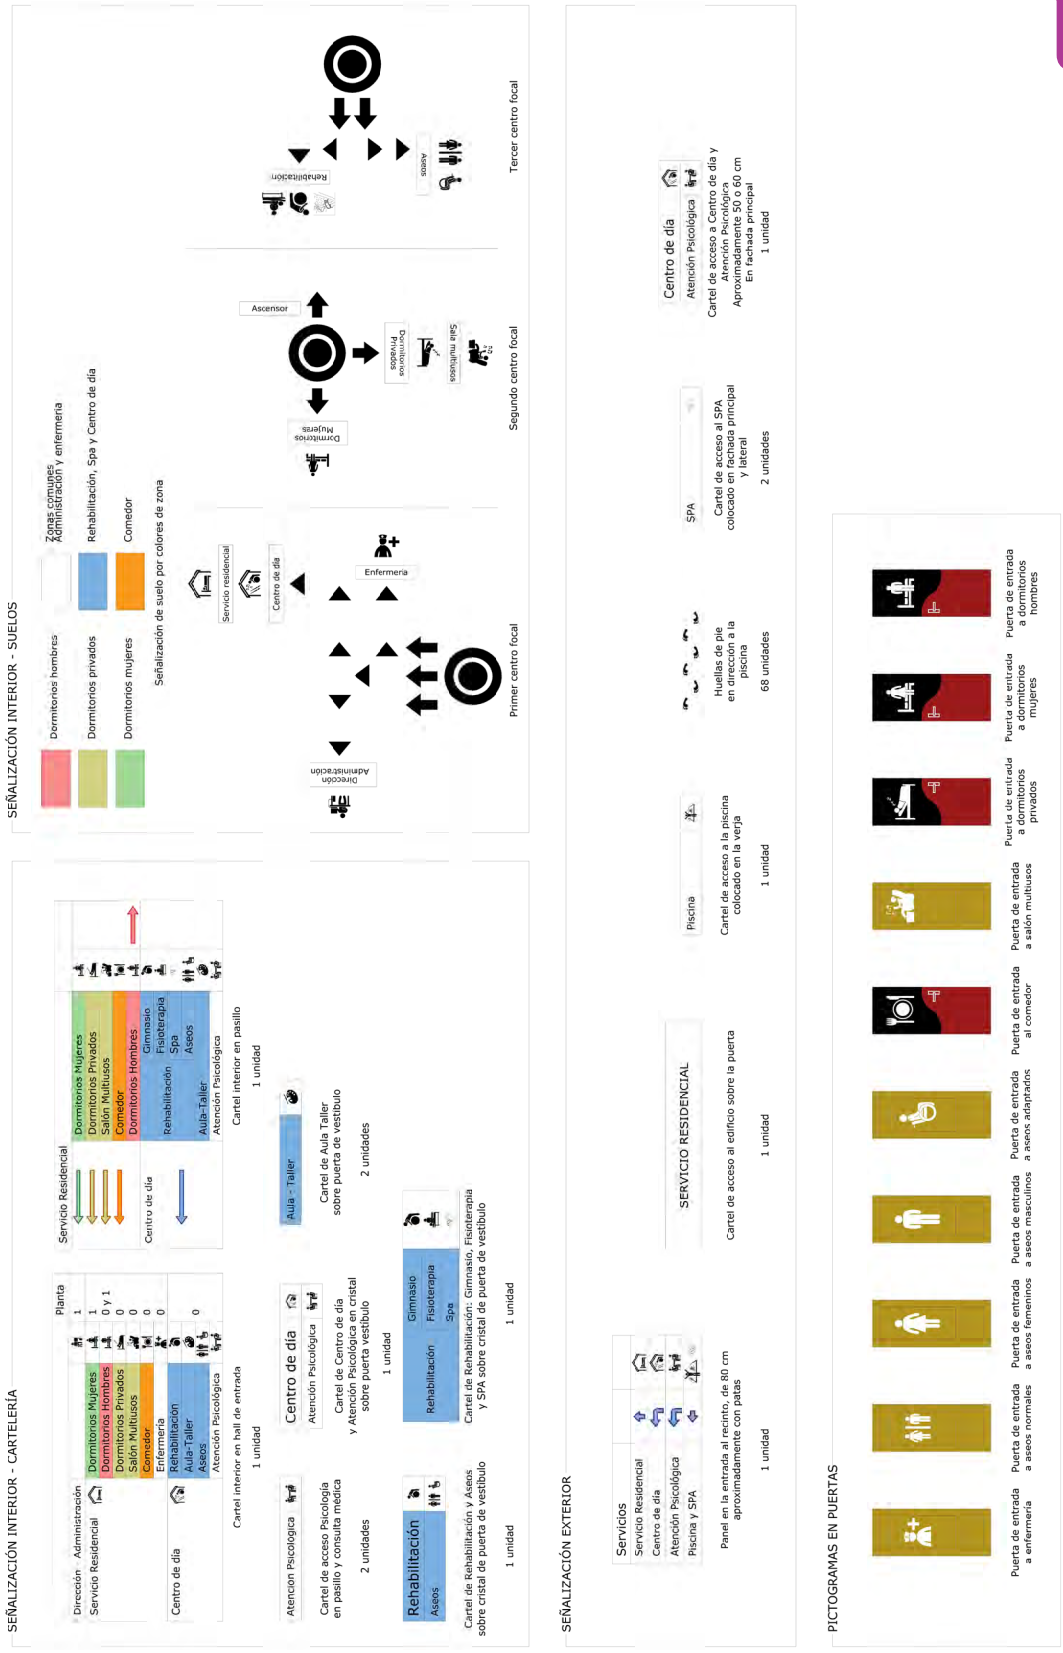 SEÑALIZACIÓN INTERIOR - CARTELERÍA
Planta
Dirección - Administración
1
Servicio Residencial
Dormitorios Mujeres
1
Dormitorios Hombres
0 y 1
Dormitorios Privados
0
Salón Multiusos
0
Comedor
0
Enfermería
0
Centro de día
Rehabilitación
Aula-Taller
Aseos
0
Atención Psicológica
Cartel interior en hall de entrada
1 unidad
Servicio Residencial
Dormitorios Mujeres
Dormitorios Privados
Salón Multiusos
Comedor
Dormitorios Hombres
Centro de día
Rehabilitación
Gimnasio
Fisioterapia
Spa
Aseos
Aula-Taller
Atención Psicológica
Cartel interior en pasillo
1 unidad
Atención Psicologica
Cartel de acceso Psicología
en pasillo y consulta médica
2 unidades
Centro de día
Atención Psicológica
Cartel de Centro de día
y Atención Psicológica en cristal
sobre puerta vestíbulo
1 unidad
Aula - Taller
Cartel de Aula Taller
sobre puerta de vestíbulo
2 unidades
Rehabilitación
Aseos
Cartel de Rehabilitación y Aseos
sobre cristal de puerta de vestíbulo
1 unidad
Rehabilitación
Gimnasio
Fisioterapia
Spa
Cartel de Rehabilitación: Gimnasio, Fisioterapia
y SPA sobre cristal de puerta de vestíbulo
1 unidad
SEÑALIZACIÓN INTERIOR - SUELOS
Dormitorios hombres
Zonas comunes
Administración y enfermería
Dormitorios privados
Rehabilitación, Spa y Centro de día
Dormitorios mujeres
Comedor
Señalización de suelo por colores de zona
Servicio residencial
Centro de día
Enfermería
Dirección
Administración
Primer centro focal
Ascensor
Dormitorios
Mujeres
Dormitorios
Privados
Sala multiusos
Segundo centro focal
Rehabilitación
Aseos
Tercer centro focal
SEÑALIZACIÓN EXTERIOR
Servicios
Servicio Residencial
Centro de día
Atención Psicológica
Piscina y SPA
Panel en la entrada al recinto, de 80 cm
aproximadamente con patas
1 unidad
SERVICIO RESIDENCIAL
Cartel de acceso al edificio sobre la puerta
1 unidad
Piscina
Cartel de acceso a la piscina
colocado en la verja
1 unidad
Huellas de pie
en dirección a la
piscina
68 unidades
SPA
Cartel de acceso al SPA
colocado en fachada principal
y lateral
2 unidades
Centro de día
Atención Psicológica
Cartel de acceso a Centro de día y
Atención Psicológica
Aproximadamente 50 o 60 cm
En fachada principal
1 unidad
PICTOGRAMAS EN PUERTAS
Puerta de entrada
a enfermería
Puerta de entrada
a aseos normales
Puerta de entrada
a aseos femeninos
Puerta de entrada
a aseos masculinos
Puerta de entrada
a aseos adaptados
Puerta de entrada
al comedor
Puerta de entrada
a salón multiusos
Puerta de entrada
a dormitorios
privados
Puerta de entrada
a dormitorios
mujeres
Puerta de entrada
a dormitorios
hombres